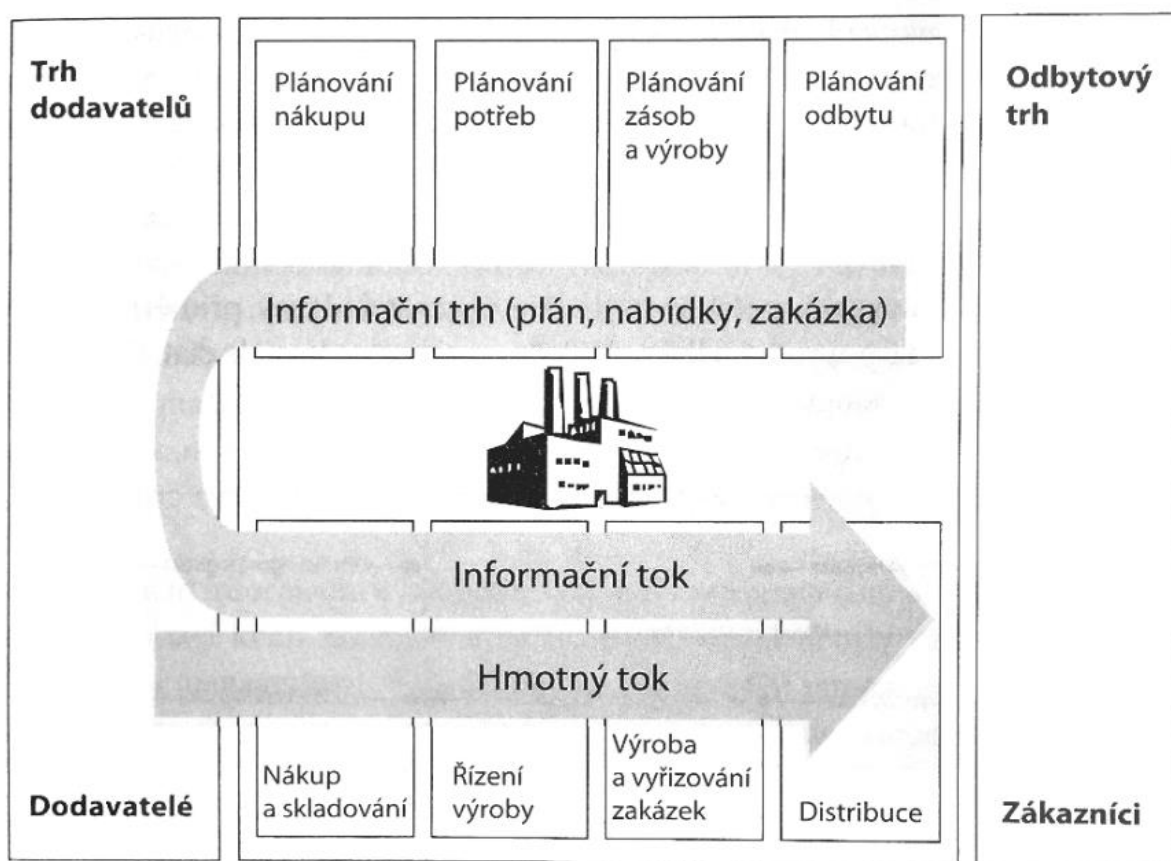 Trh
dodavatelů
Plánování
nákupu
Plánování
potřeb
Plánování
zásob
a výroby
Plánování
odbytu
Odbytový
trh
Informační trh (plán, nabídky, zakázka)
Informační tok
Hmotný tok
Dodavatelé
Nákup
a skladování
Řízení
výroby
Výroba
a vyřizování
zakázek
Distribuce
Zákazníci